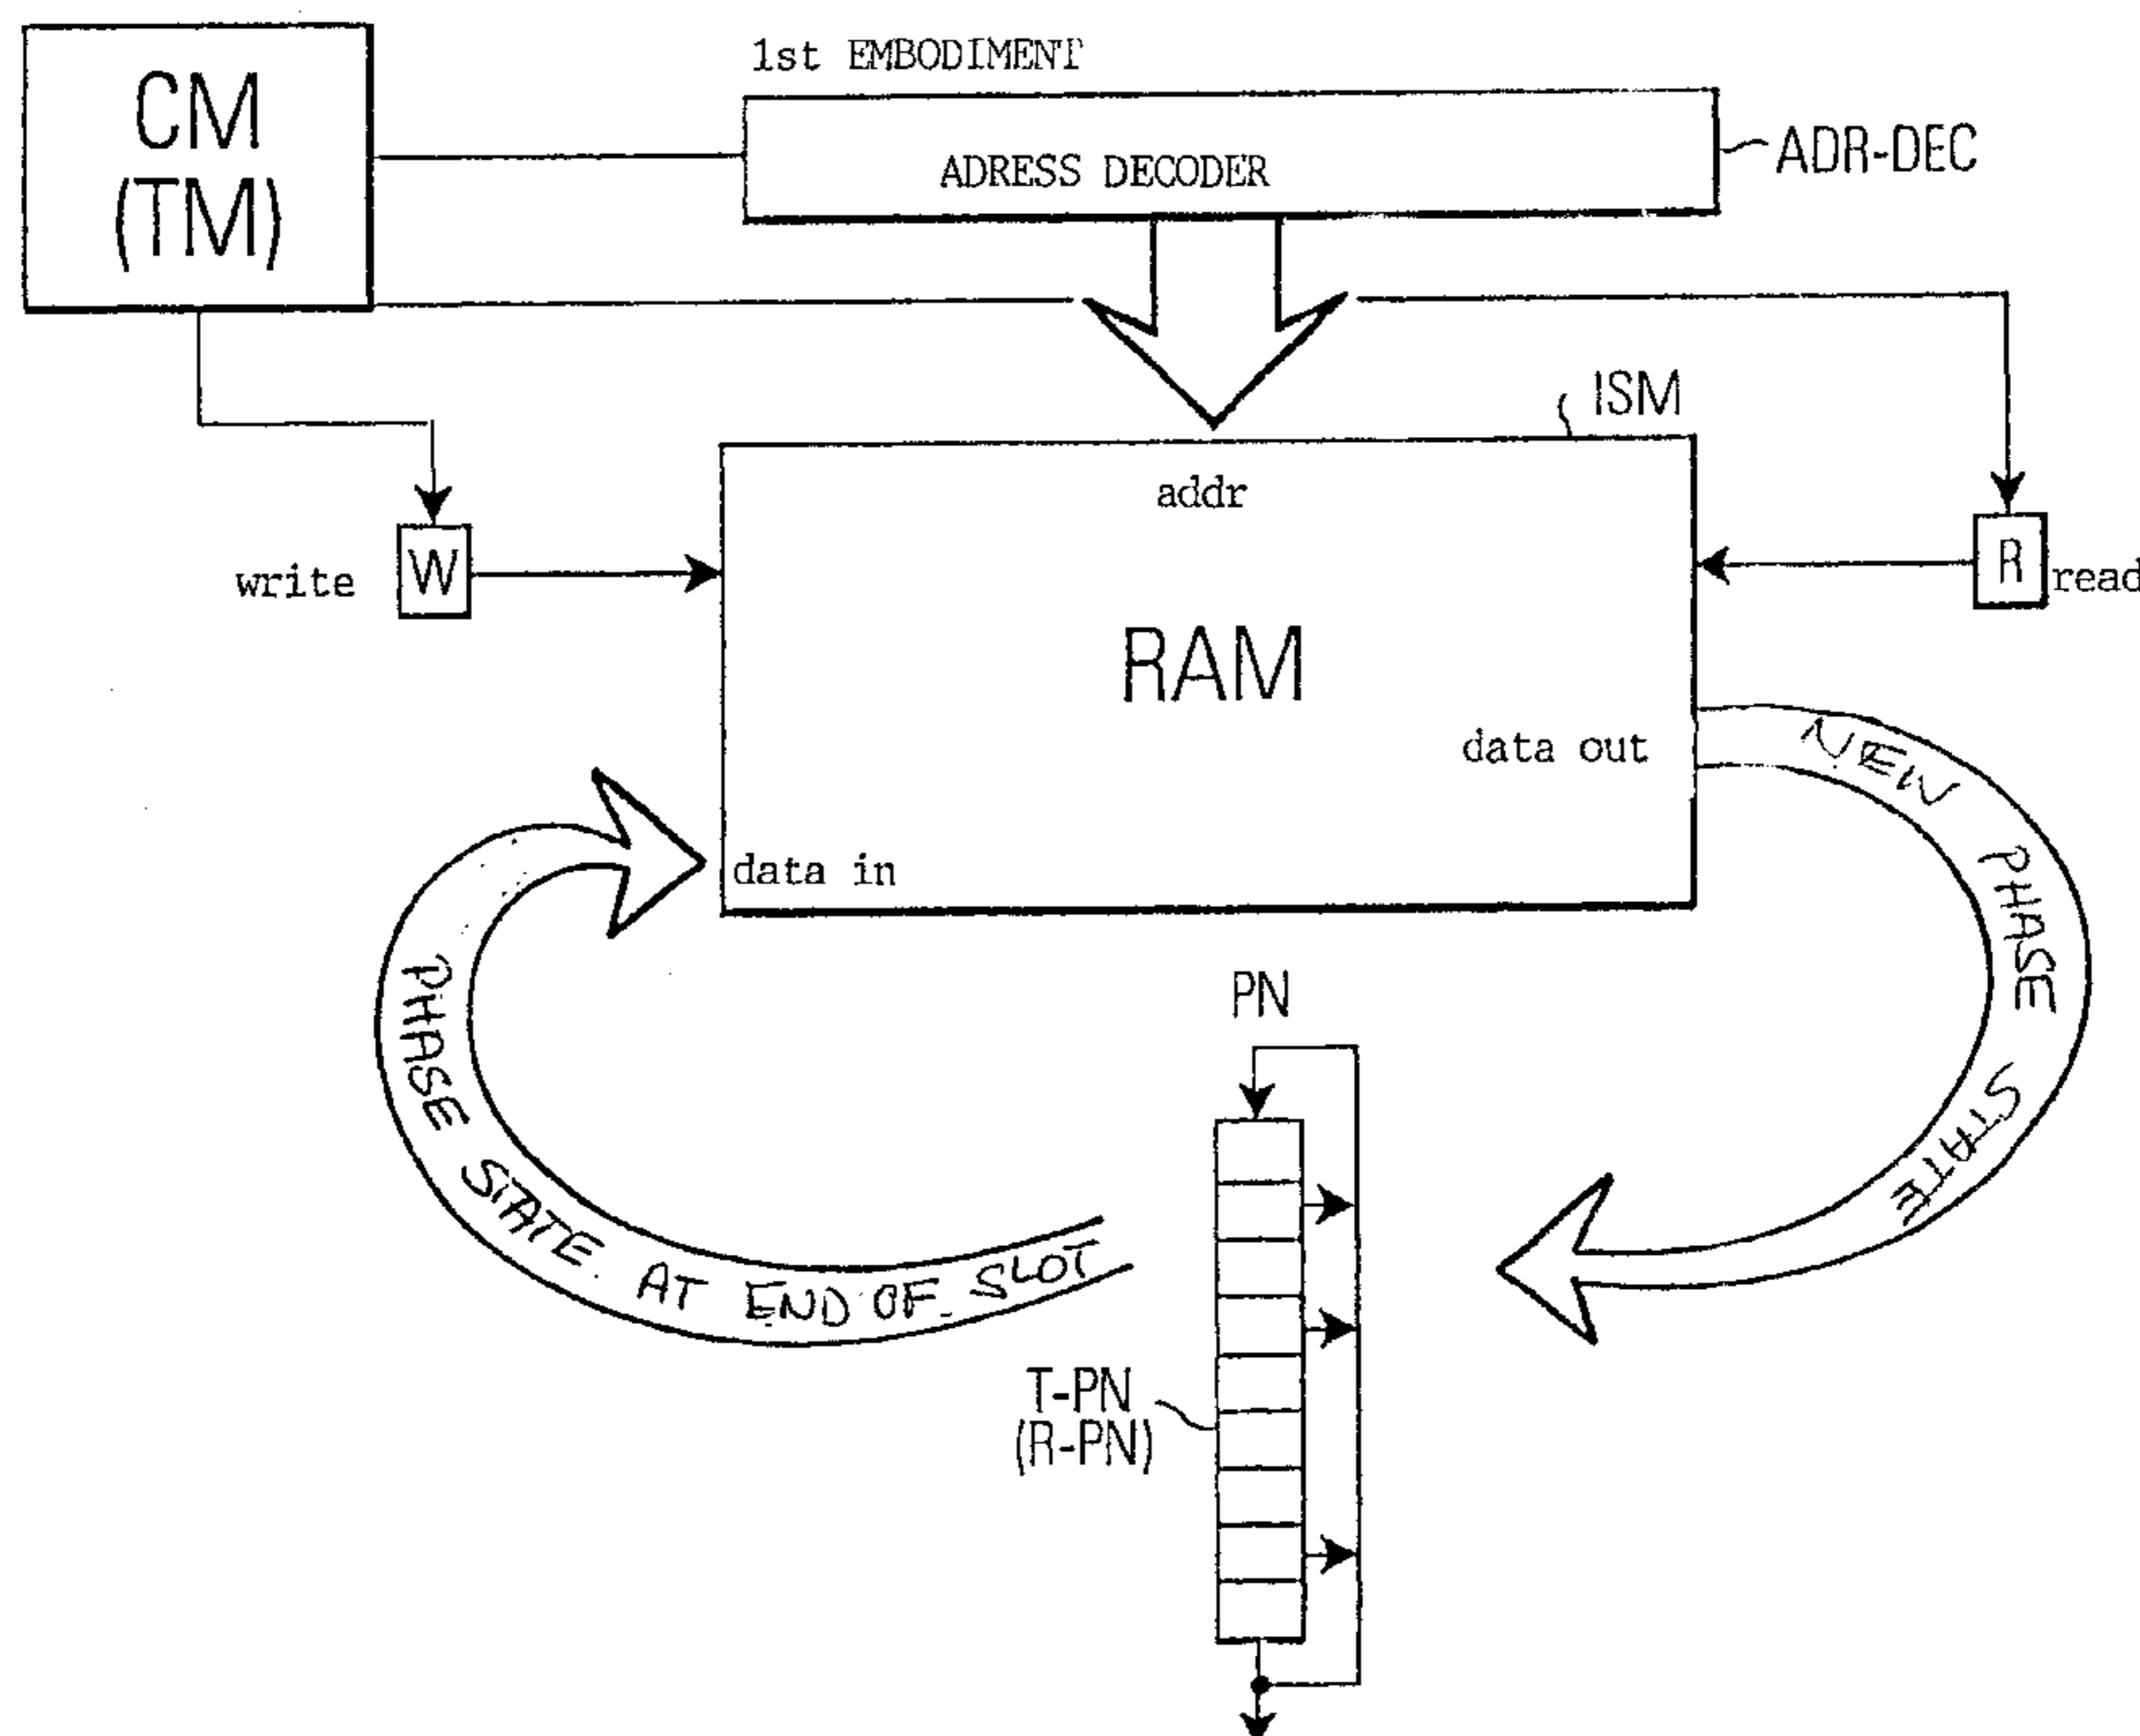 CM
(TM)
1st EMBODIMENT
ADRESS DECODER
ADR-DEC
ISM
addr
write
W
R
read
RAM
data out
data in
NEW PHASE STATE
PHASE STATE AT END OF SLOT
PN
T-PN
(R-PN)